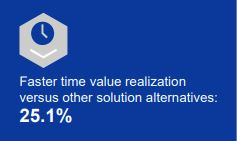 Faster time value realization
versus other solution alternatives:
25.1%